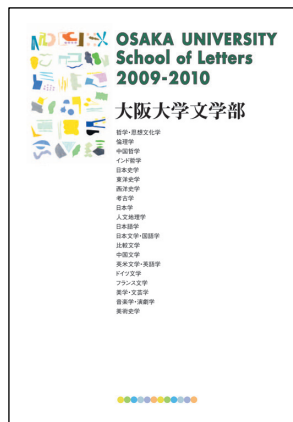 OSAKA UNIVERSITY
School of Letters
2009-2010
大阪大学文学部
哲学・思想文化学
倫理学
中国哲学
インド哲学
日本史学
東洋史学
西洋史学
考古学
日本学
人文地理学
日本語学
日本文学・国語学
比較文学
中国文学
英米文学・英語学
ドイツ文学
フランス文学
美学・文芸学
音楽学・演劇学
美術史学